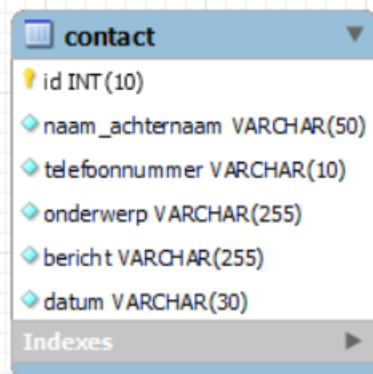 contact
id INT(10)
naam_achternaam VARCHAR(50)
telefoonnummer VARCHAR(10)
onderwerp VARCHAR(255)
bericht VARCHAR(255)
datum VARCHAR(30)
Indexes